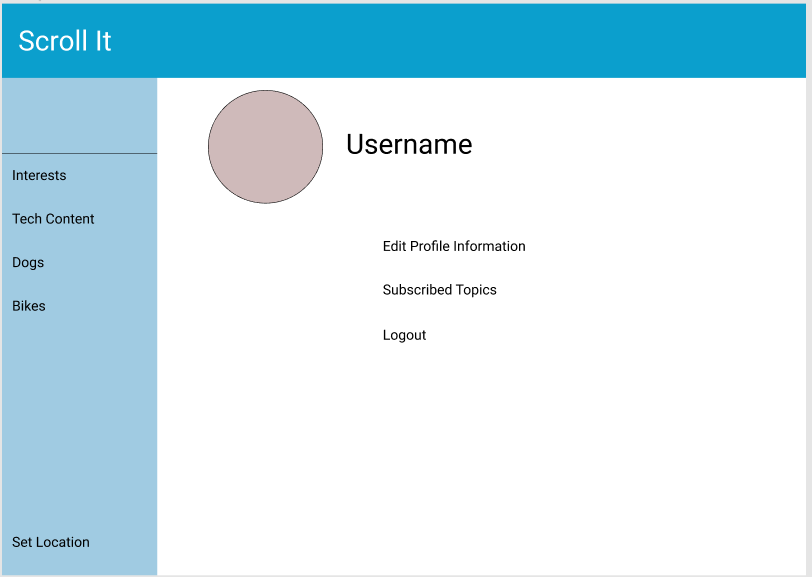 Scroll It
Username
Interests
Tech Content
Dogs
Bikes
Edit Profile Information
Subscribed Topics
Logout
Set Location